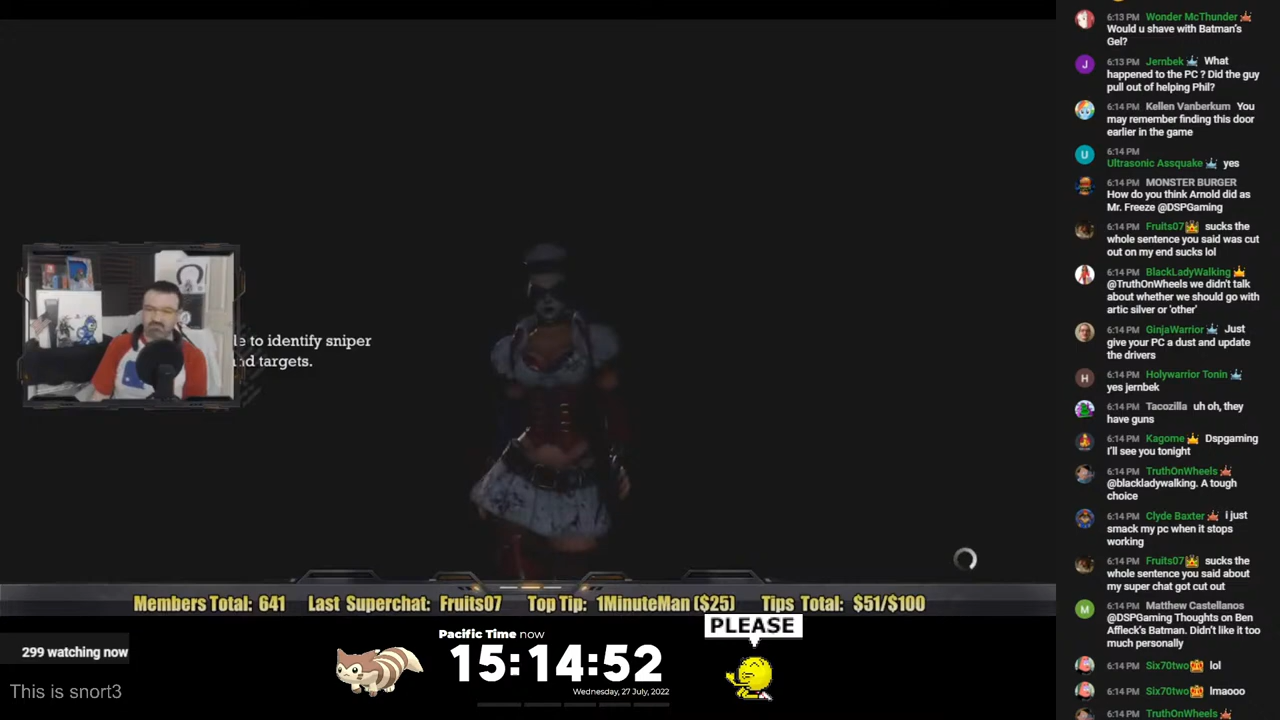 le to identify sniper
nd targets.
Members Total: 641 Last Superchat: Fruits07 Top Tip: 1MinuteMan ($25) Tips Total: $51/$100
299 watching now
This is snort3
Pacific Time now
15:14:52
Wednesday, 27 July, 2022
PLEASE
6:13 PM Wonder McThunder
Would u shave with Batman's
Gel?
J
6:13 PM Jernbek What
happened to the PC ? Did the guy
pull out of helping Phil?
6:14 PM Kellen Vanberkum You
may remember finding this door
earlier in the game
U
6:14 PM
Ultrasonic Assquake yes
6:14 PM MONSTER BURGER
How do you think Arnold did as
Mr. Freeze @DSPGaming
6:14 PM Fruits07 sucks the
whole sentence you said was cut
out on my end sucks lol
6:14 PM BlackLadyWalking
@TruthOnWheels we didn't talk
about whether we should go with
artic silver or 'other'
6:14 PM GinjaWarrior Just
give your PC a dust and update
the drivers
H
6:14 PM Holywarrior Tonin
yes jernbek
6:14 PM Tacozilla uh oh, they
have guns
6:14 PM Kagome Dspgaming
I'll see you tonight
6:14 PM TruthOnWheels
@blackladywalking. A tough
choice
6:14 PM Clyde Baxter i just
smack my pc when it stops
working
6:14 PM Fruits07 sucks the
whole sentence you said about
my super chat got cut out
M
6:14 PM Matthew Castellanos
@DSPGaming Thoughts on Ben
Affleck's Batman. Didn't like it too
much personally
6:14 PM Six70two lol
6:14 PM Six70two lmaooo
6:14 PM TruthOnWheels